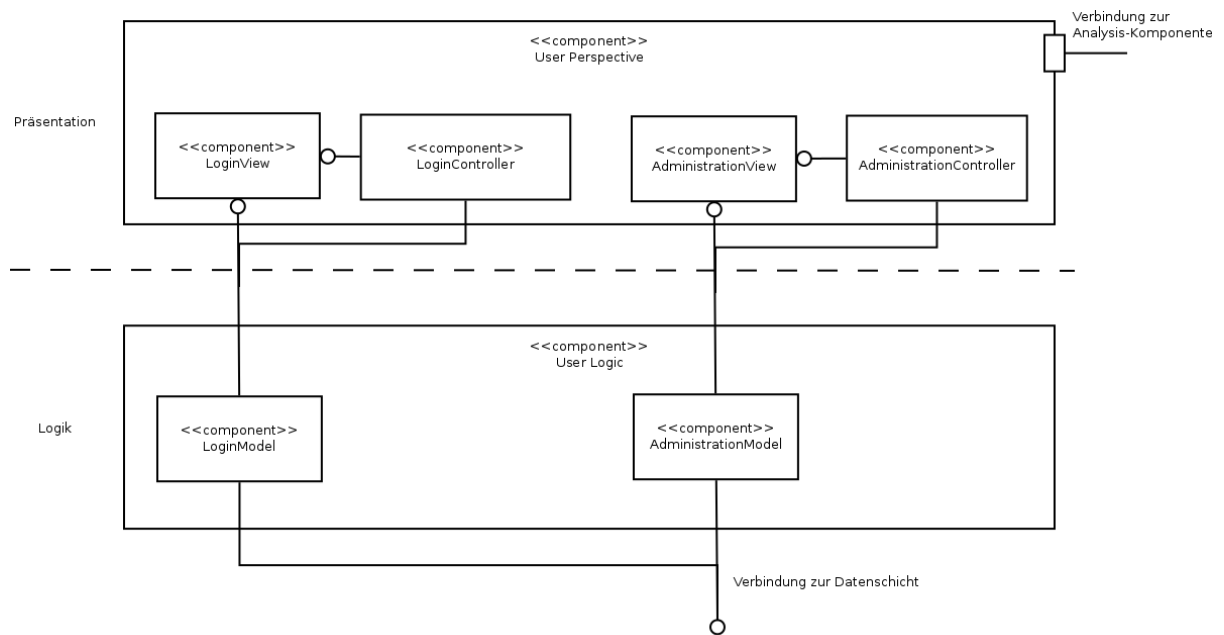 Verbindung zur
Analysis-Komponente
<<component>>
User Perspective
Präsentation
<<component>>
LoginView
<<component>>
LoginController
<<component>>
AdministrationView
<<component>>
AdministrationController
<<component>>
User Logic
Logik
<<component>>
LoginModel
<<component>>
AdministrationModel
Verbindung zur Datenschicht